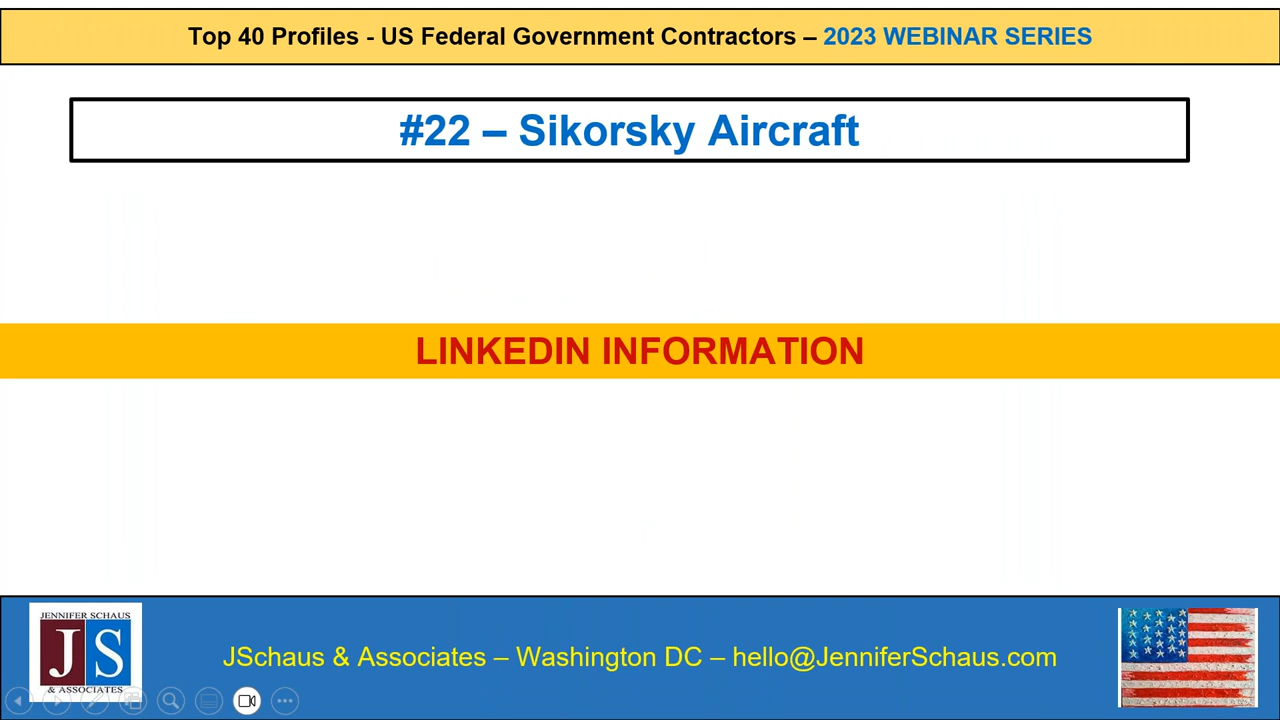 Top 40 Profiles - US Federal Government Contractors – 2023 WEBINAR SERIES
#22 – Sikorsky Aircraft
LINKEDIN INFORMATION
JENNIFER SCHAUS
JS
& ASSOCIATES
JSchaus & Associates – Washington DC – hello@JenniferSchaus.com